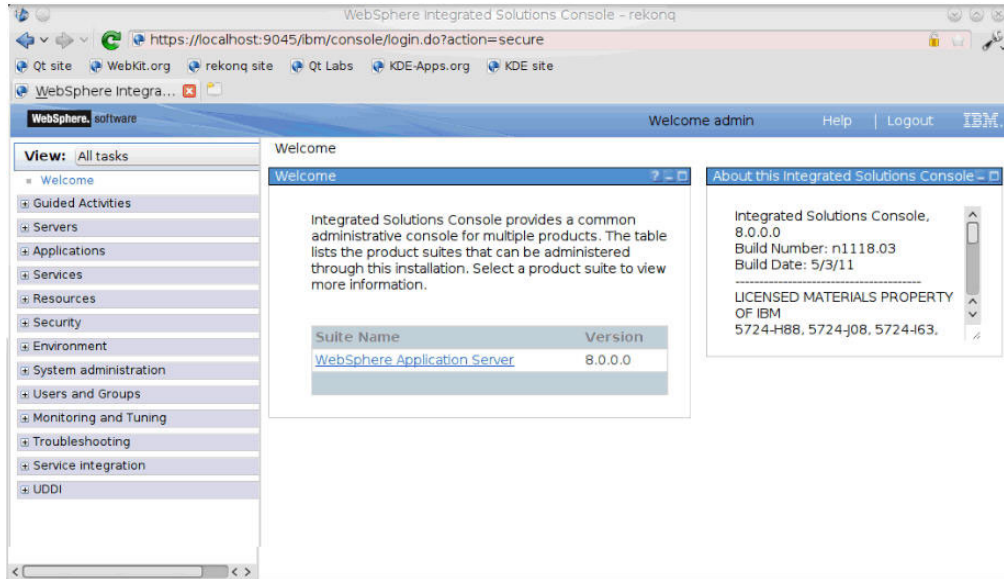 WebSphere Integrated Solutions Console – rekonq
https://localhost:9045/ibm/console/login.do?action=secure
Qt site WebKit.org rekonq site Qt Labs KDE-Apps.org KDE site
WebSphere Integra...
WebSphere. software
Welcome admin Help | Logout IBM.
View: All tasks
Welcome
Guided Activities
Servers
Applications
Services
Resources
Security
Environment
System administration
Users and Groups
Monitoring and Tuning
Troubleshooting
Service integration
UDDI
Welcome
Welcome ?
Integrated Solutions Console provides a common
administrative console for multiple products. The table
lists the product suites that can be administered
through this installation. Select a product suite to view
more information.
Suite Name Version
WebSphere Application Server 8.0.0.0
About this Integrated Solutions Console
Integrated Solutions Console,
8.0.0.0
Build Number: n1118.03
Build Date: 5/3/11
----------------------------------------
LICENSED MATERIALS PROPERTY
OF IBM
5724-H88, 5724-J08, 5724-I63,